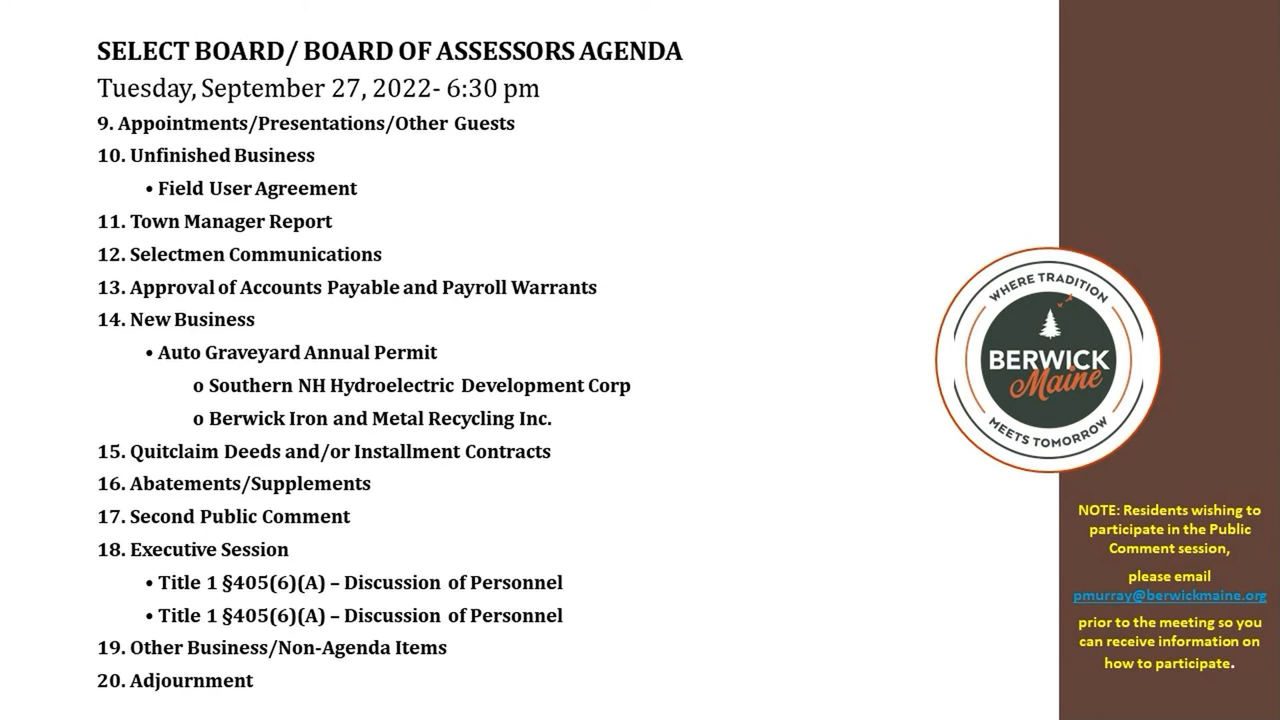 SELECT BOARD/ BOARD OF ASSESSORS AGENDA
Tuesday, September 27, 2022- 6:30 pm
9. Appointments/Presentations/Other Guests
10. Unfinished Business
• Field User Agreement
11. Town Manager Report
12. Selectmen Communications
13. Approval of Accounts Payable and Payroll Warrants
14. New Business
• Auto Graveyard Annual Permit
o Southern NH Hydroelectric Development Corp
o Berwick Iron and Metal Recycling Inc.
15. Quitclaim Deeds and/or Installment Contracts
16. Abatements/Supplements
17. Second Public Comment
18. Executive Session
• Title 1 §405(6)(A) – Discussion of Personnel
• Title 1 §405(6)(A) – Discussion of Personnel
19. Other Business/Non-Agenda Items
20. Adjournment
WHERE TRADITION
BERWICK
Maine
MEETS TOMORROW
NOTE: Residents wishing to
participate in the Public
Comment session,
please email
pmurray@berwickmaine.org
prior to the meeting so you
can receive information on
how to participate.